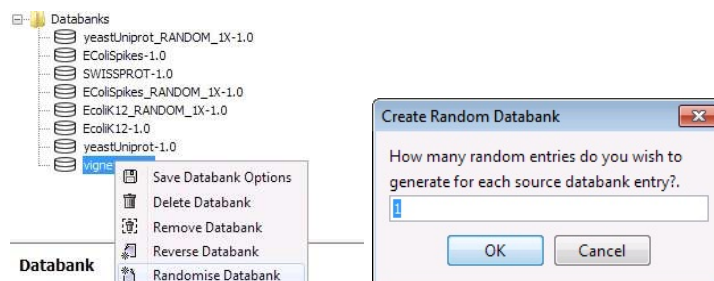 Databanks
yeastUniprot_RANDOM_1X-1.0
EColiSpikes-1.0
SWISSPROT-1.0
EColiSpikes_RANDOM_1X-1.0
EcoliK12_RANDOM_1X-1.0
EcoliK12-1.0
yeastUniprot-1.0
Save Databank Options
Delete Databank
Remove Databank
Reverse Databank
Randomise Databank
Databank
Create Random Databank
How many random entries do you wish to
generate for each source databank entry?.
1
OK
Cancel